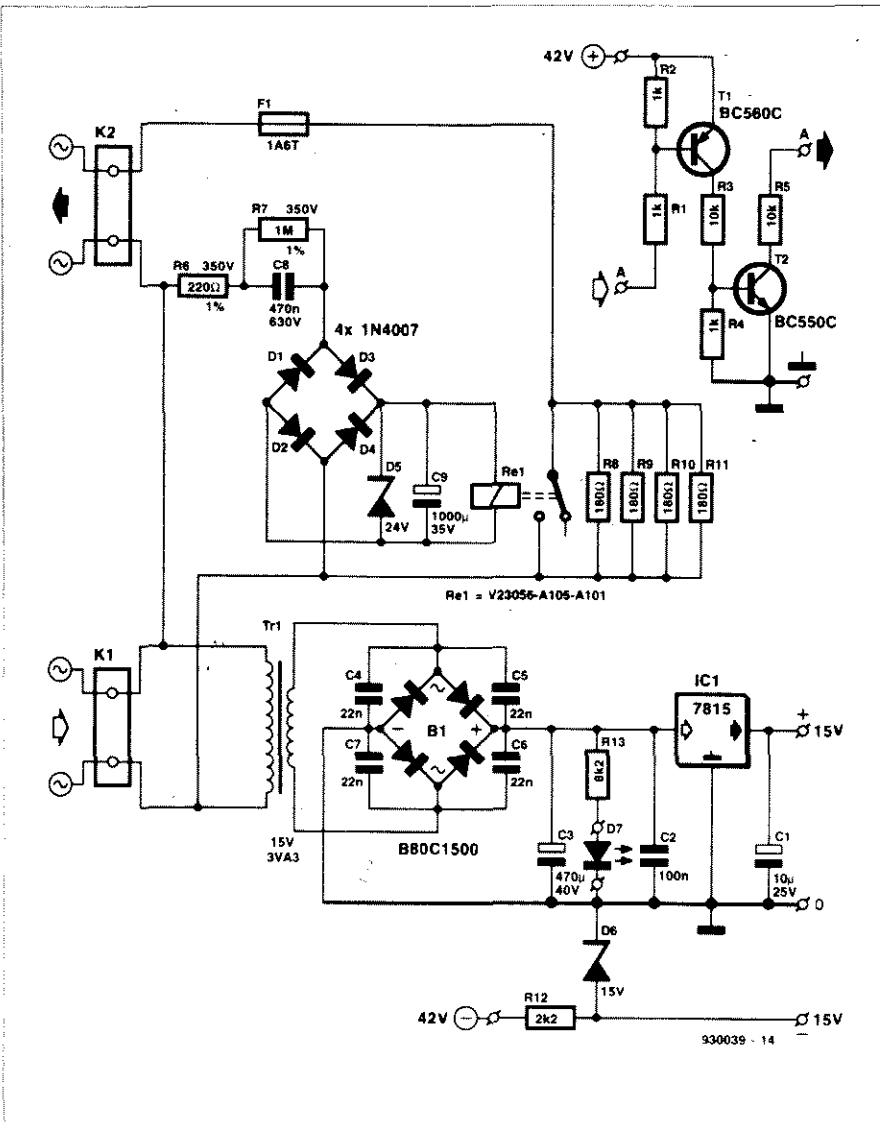 42V
R2
1k
T1
BC560C
A
F1
1A6T
K2
R1
1k
R3
10k
R5
10k
R7 350V
1M
1%
C8
470n
630V
R6 350V
220Ω
1%
A
T2
BC550C
R4
1k
4x 1N4007
D1
D3
D2
D4
D5
24V
C9
1000µ
35V
Re1
R8
180Ω
R9
180Ω
R10
180Ω
R11
180Ω
Re1 = V23056-A105-A101
K1
Tr1
15V
3VA3
C4
22n
C5
22n
C7
22n
C6
22n
~
-
B1
+
~
B80C1500
IC1
7815
+
15V
R13
8k2
D7
C3
470µ
40V
C2
100n
C1
10µ
25V
0
D6
15V
42V
R12
2k2
15V
-
930039 - 14